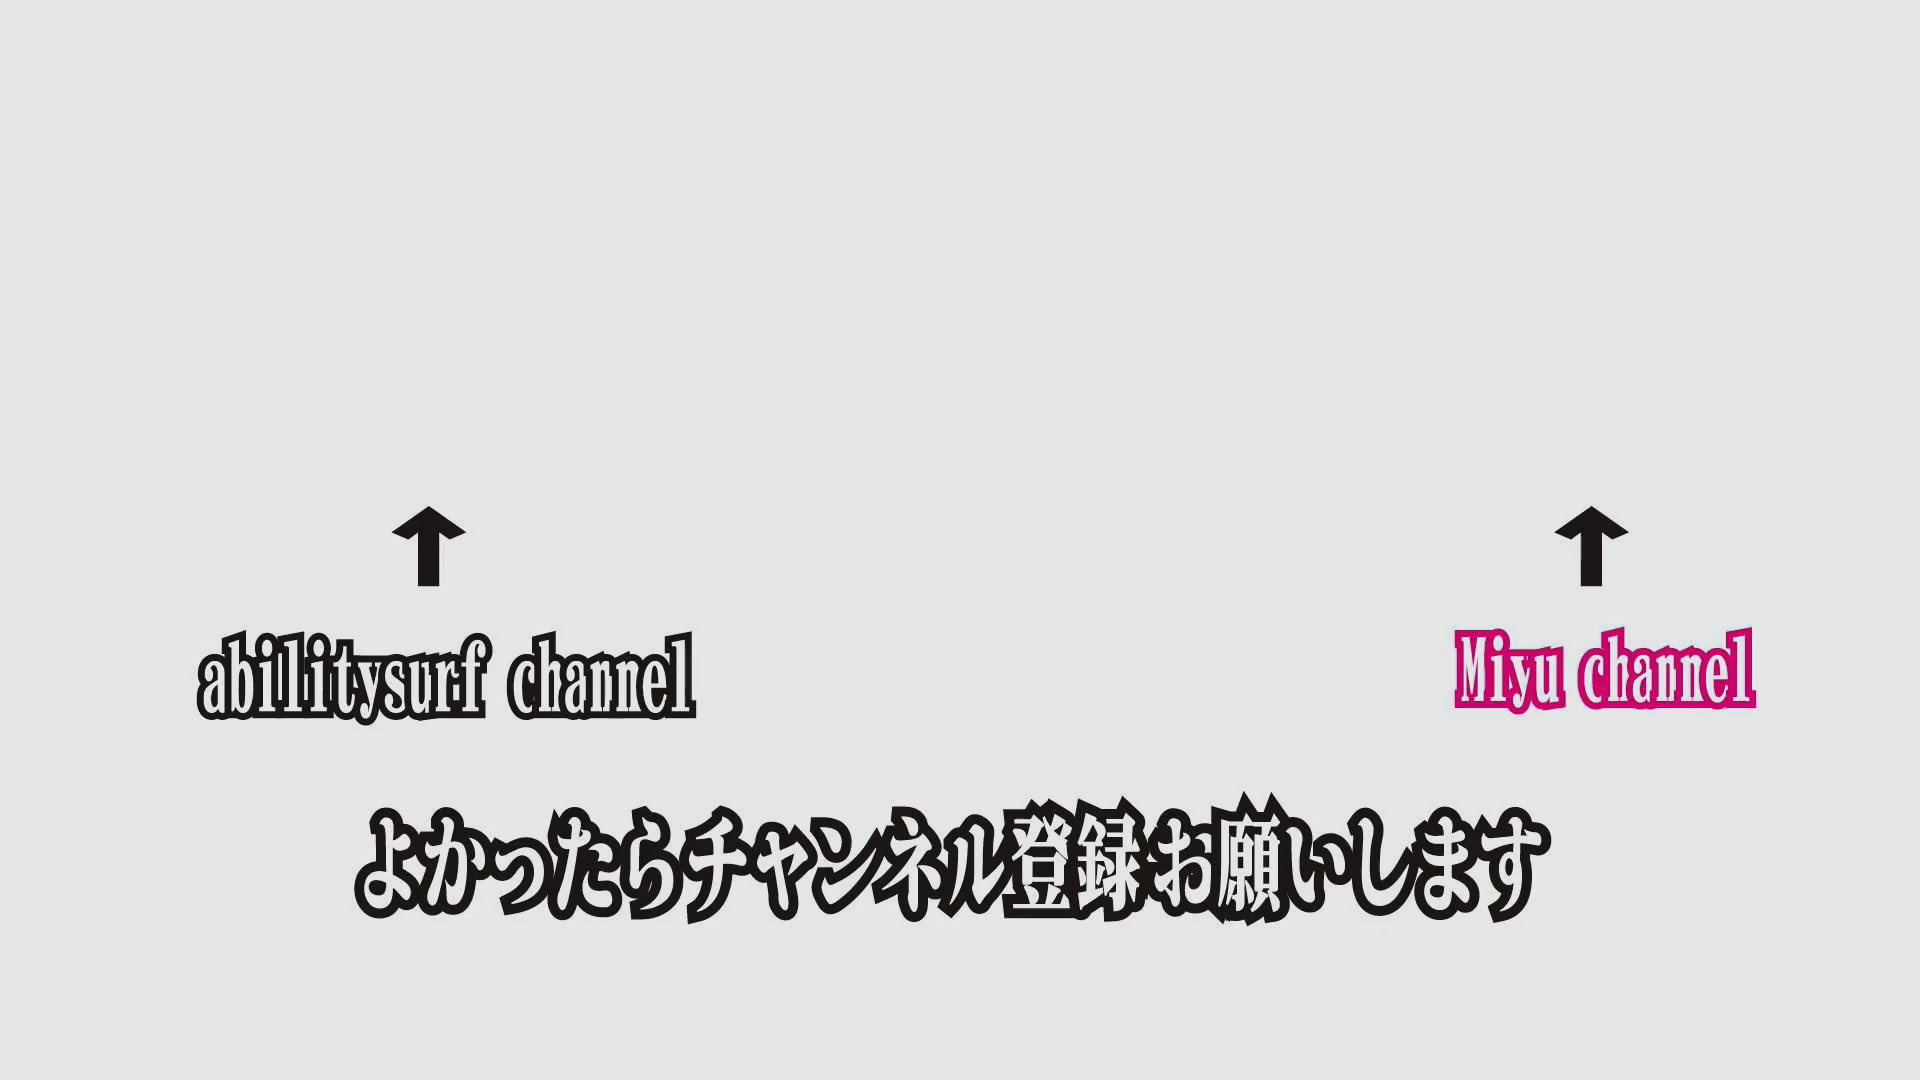 abilitysurf channel
Miyu channel
よかったらチャンネル登録お願いします